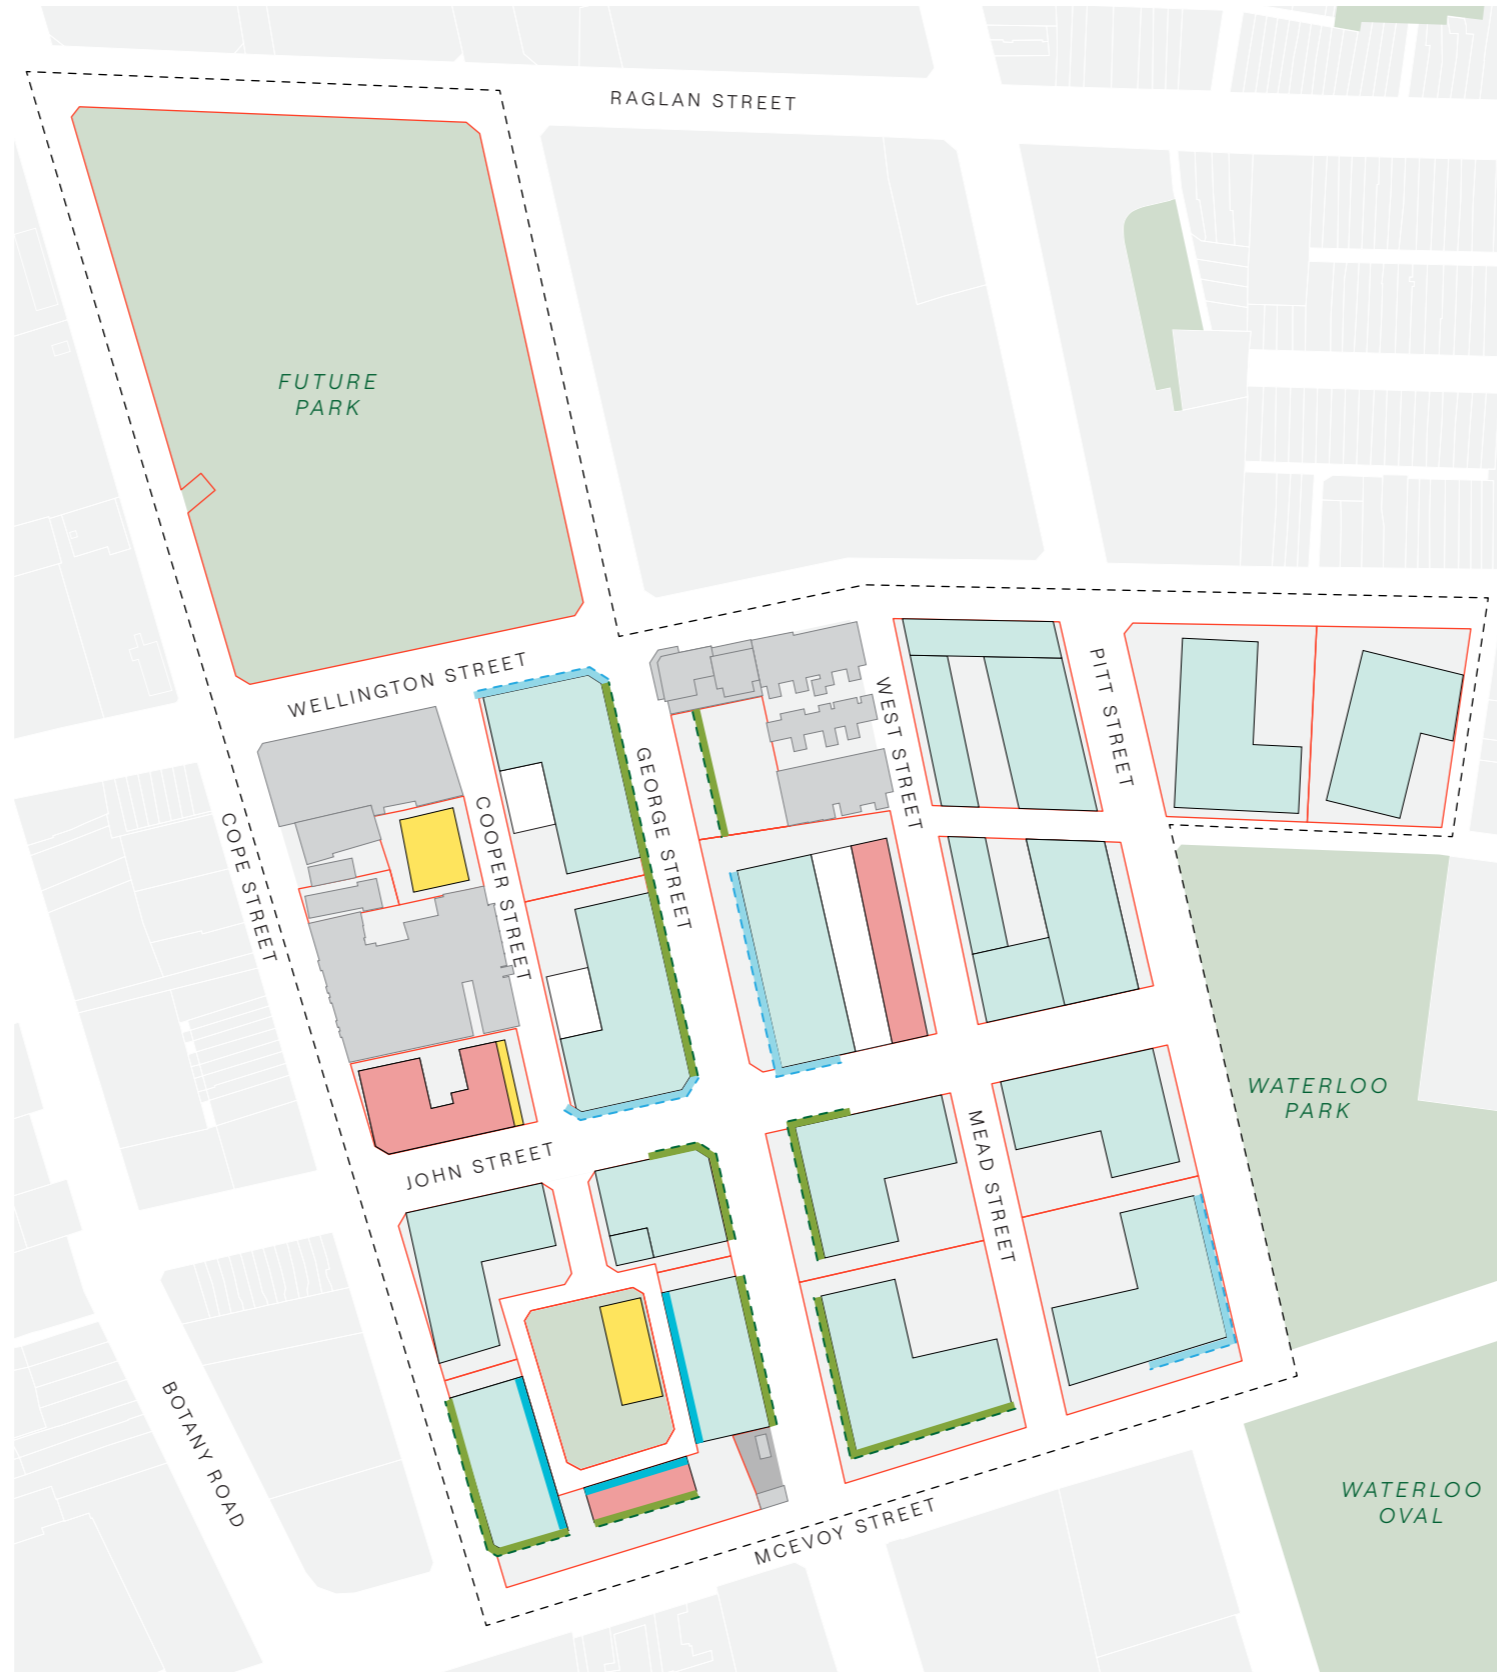 RAGLAN STREET
FUTURE
PARK
WELLINGTON STREET
PITT STREET
WEST STREET
GEORGE STREET
COOPER STREET
COPE STREET
WATERLOO
PARK
MEAD STREET
JOHN STREET
BOTANY ROAD
WATERLOO
OVAL
MCEVOY STREET